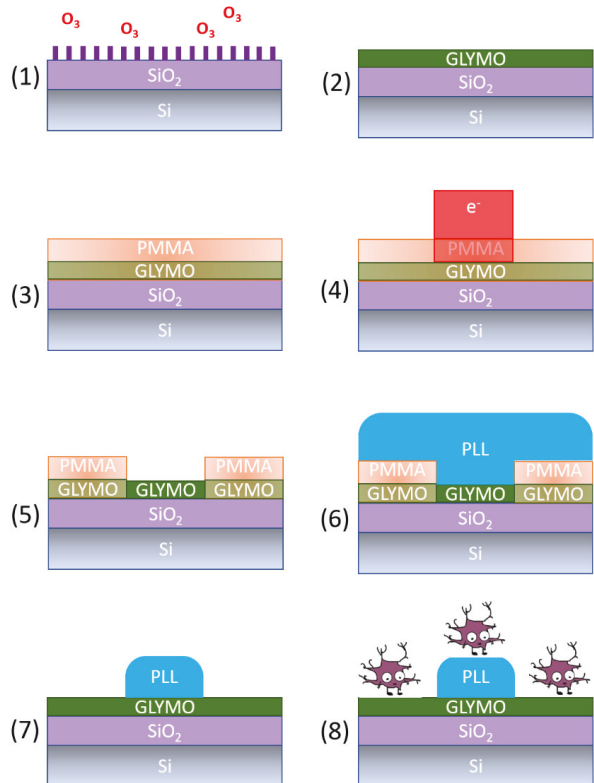 O₃ O₃ O₃ O₃
(1)
SiO₂
Si
(2)
GLYMO
SiO₂
Si
(3)
PMMA
GLYMO
SiO₂
Si
(4)
e⁻
PMMA
GLYMO
SiO₂
Si
(5)
PMMA PMMA
GLYMO GLYMO GLYMO
SiO₂
Si
(6)
PLL
PMMA PMMA
GLYMO GLYMO GLYMO
SiO₂
Si
(7)
PLL
GLYMO
SiO₂
Si
(8)
PLL
GLYMO
SiO₂
Si